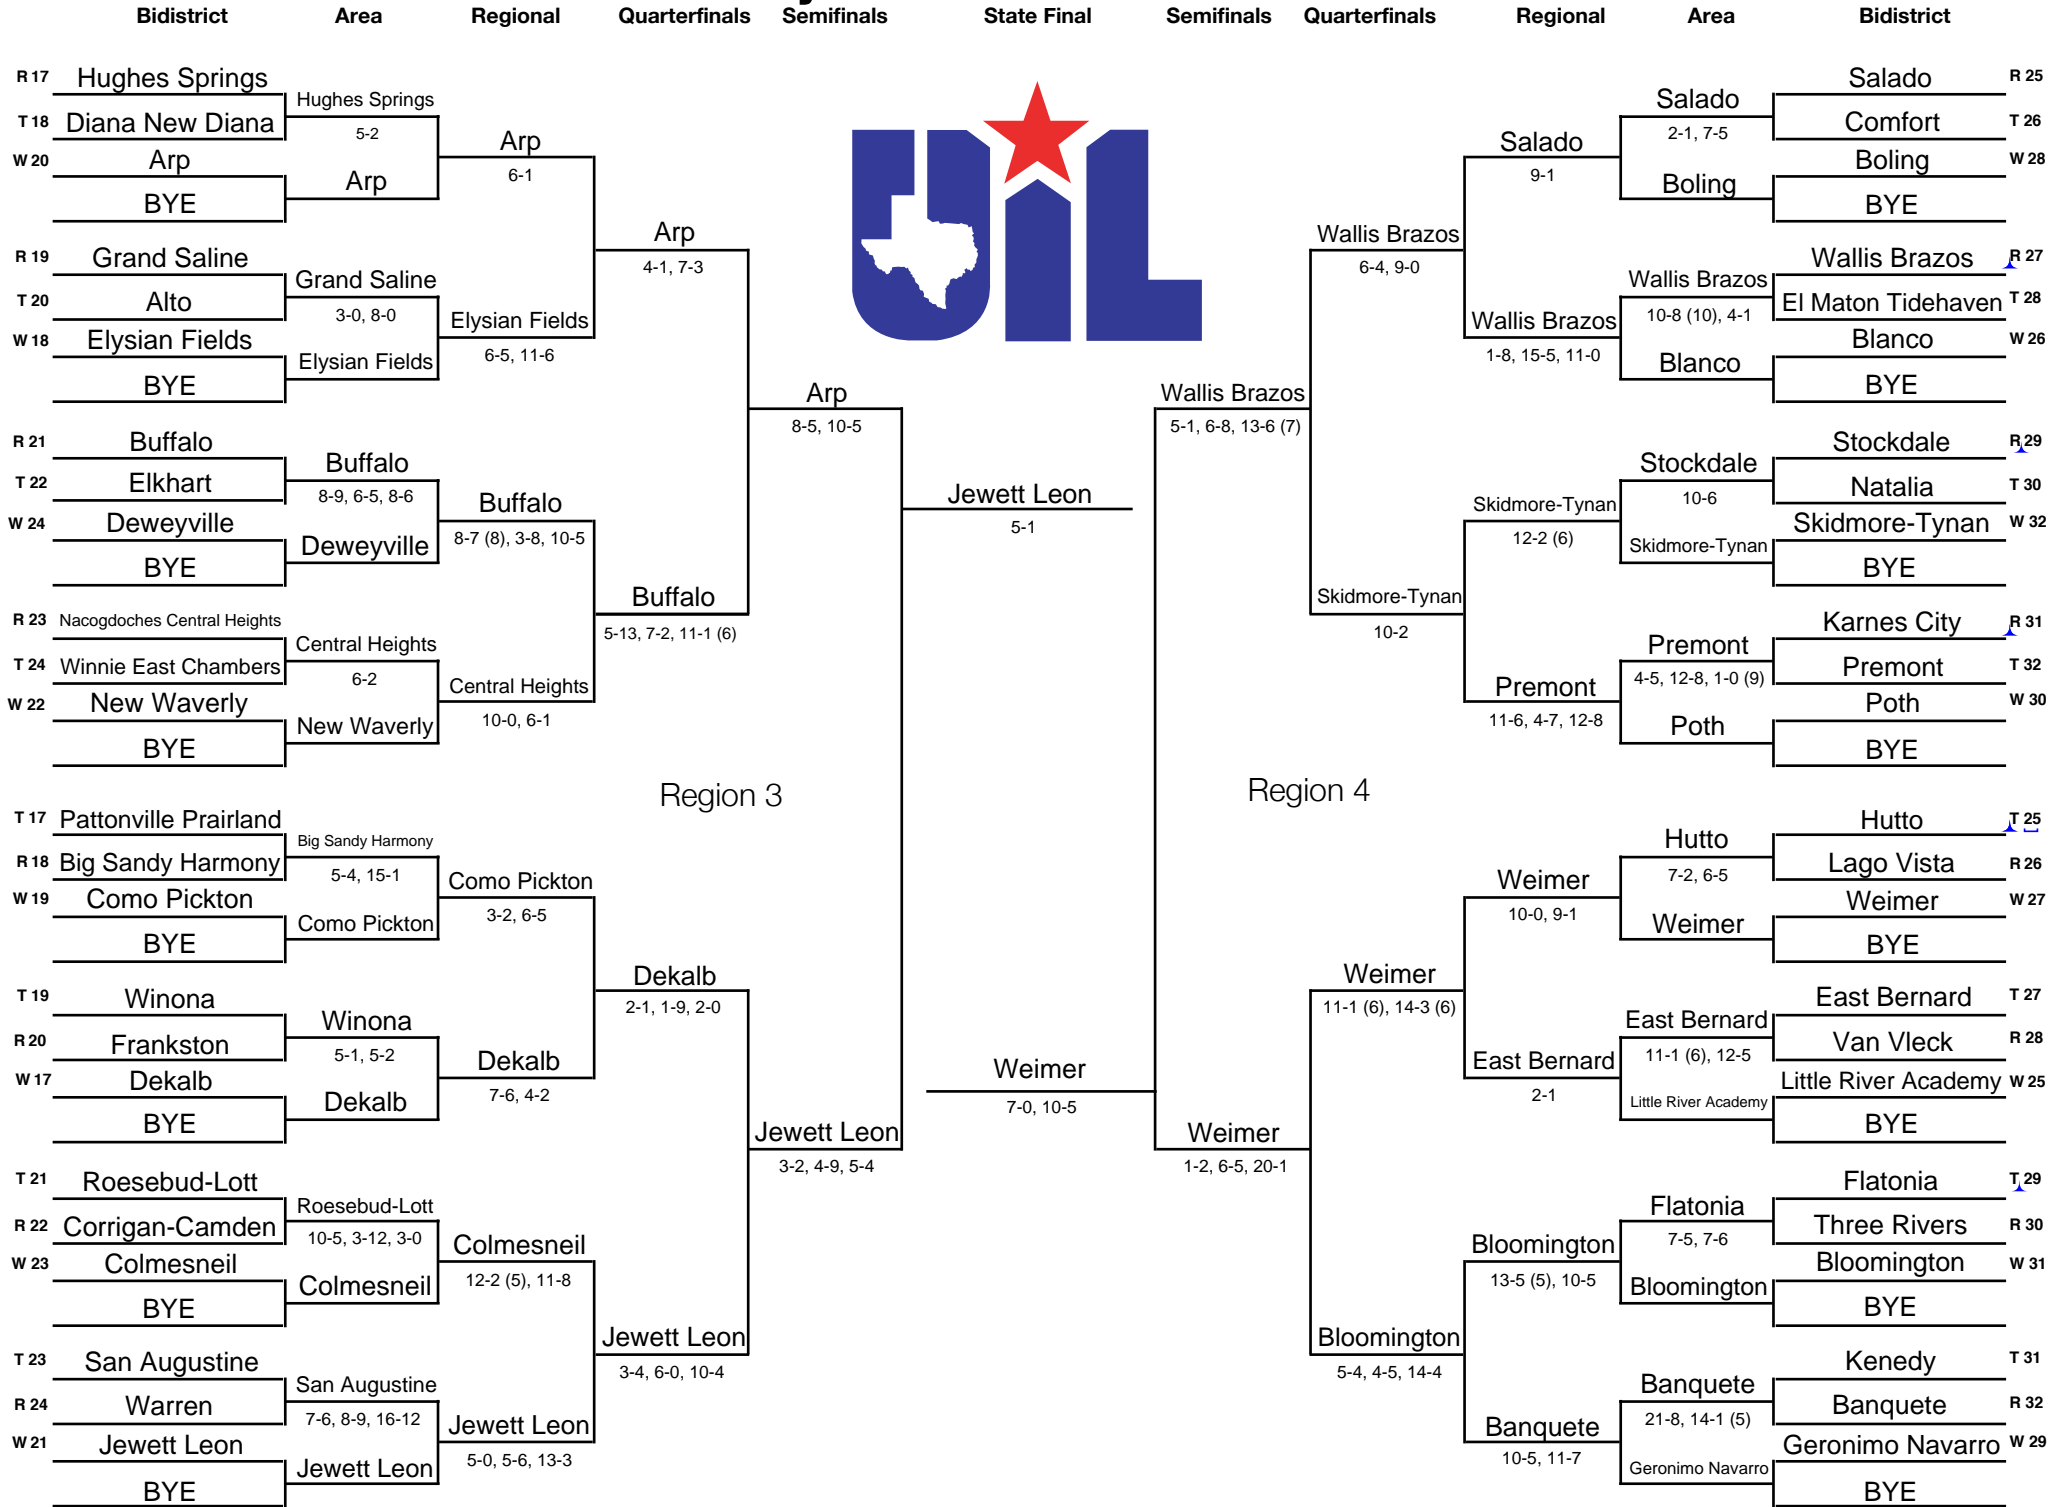 Bidistrict Area Regional Quarterfinals Semifinals State Final Semifinals Quarterfinals Regional Area Bidistrict
R 17 Hughes Springs
Hughes Springs
T 18 Diana New Diana
5-2
Arp
W 20 Arp
6-1
Arp
BYE
Arp
4-1, 7-3
R 19 Grand Saline
Grand Saline
T 20 Alto
3-0, 8-0
Elysian Fields
W 18 Elysian Fields
6-5, 11-6
Elysian Fields
BYE
Arp
8-5, 10-5
R 21 Buffalo
Buffalo
T 22 Elkhart
8-9, 6-5, 8-6
Buffalo
W 24 Deweyville
8-7 (8), 3-8, 10-5
Deweyville
BYE
Buffalo
5-13, 7-2, 11-1 (6)
R 23 Nacogdoches Central Heights
Central Heights
T 24 Winnie East Chambers
6-2
Central Heights
W 22 New Waverly
10-0, 6-1
New Waverly
BYE
Region 3
T 17 Pattonville Prairland
Big Sandy Harmony
R 18 Big Sandy Harmony
5-4, 15-1
Como Pickton
W 19 Como Pickton
3-2, 6-5
Como Pickton
BYE
Dekalb
2-1, 1-9, 2-0
T 19 Winona
Winona
R 20 Frankston
5-1, 5-2
Dekalb
W 17 Dekalb
7-6, 4-2
Dekalb
BYE
Jewett Leon
3-2, 4-9, 5-4
T 21 Roesebud-Lott
Roesebud-Lott
R 22 Corrigan-Camden
10-5, 3-12, 3-0
Colmesneil
W 23 Colmesneil
12-2 (5), 11-8
Colmesneil
BYE
Jewett Leon
3-4, 6-0, 10-4
T 23 San Augustine
San Augustine
R 24 Warren
7-6, 8-9, 16-12
Jewett Leon
W 21 Jewett Leon
5-0, 5-6, 13-3
Jewett Leon
BYE
UIL
Jewett Leon
5-1
Weimer
7-0, 10-5
Salado R 25
Salado
Comfort T 26
2-1, 7-5
Salado
Boling W 28
9-1
Boling
BYE
Wallis Brazos
6-4, 9-0
Wallis Brazos R 27
Wallis Brazos
El Maton Tidehaven T 28
10-8 (10), 4-1
Wallis Brazos
Blanco W 26
1-8, 15-5, 11-0
Blanco
BYE
Wallis Brazos
5-1, 6-8, 13-6 (7)
Stockdale R 29
Stockdale
Natalia T 30
10-6
Skidmore-Tynan
Skidmore-Tynan W 32
12-2 (6)
Skidmore-Tynan
BYE
Skidmore-Tynan
10-2
Karnes City R 31
Premont
Premont T 32
4-5, 12-8, 1-0 (9)
Premont
Poth W 30
11-6, 4-7, 12-8
Poth
BYE
Region 4
Hutto T 25
Hutto
Lago Vista R 26
7-2, 6-5
Weimer
Weimer W 27
10-0, 9-1
Weimer
BYE
Weimer
11-1 (6), 14-3 (6)
East Bernard T 27
East Bernard
Van Vleck R 28
11-1 (6), 12-5
East Bernard
Little River Academy W 25
2-1
Little River Academy
BYE
Weimer
1-2, 6-5, 20-1
Flatonia T 29
Flatonia
Three Rivers R 30
7-5, 7-6
Bloomington
Bloomington W 31
13-5 (5), 10-5
Bloomington
BYE
Bloomington
5-4, 4-5, 14-4
Kenedy T 31
Banquete
Banquete R 32
21-8, 14-1 (5)
Banquete
Geronimo Navarro W 29
10-5, 11-7
Geronimo Navarro
BYE